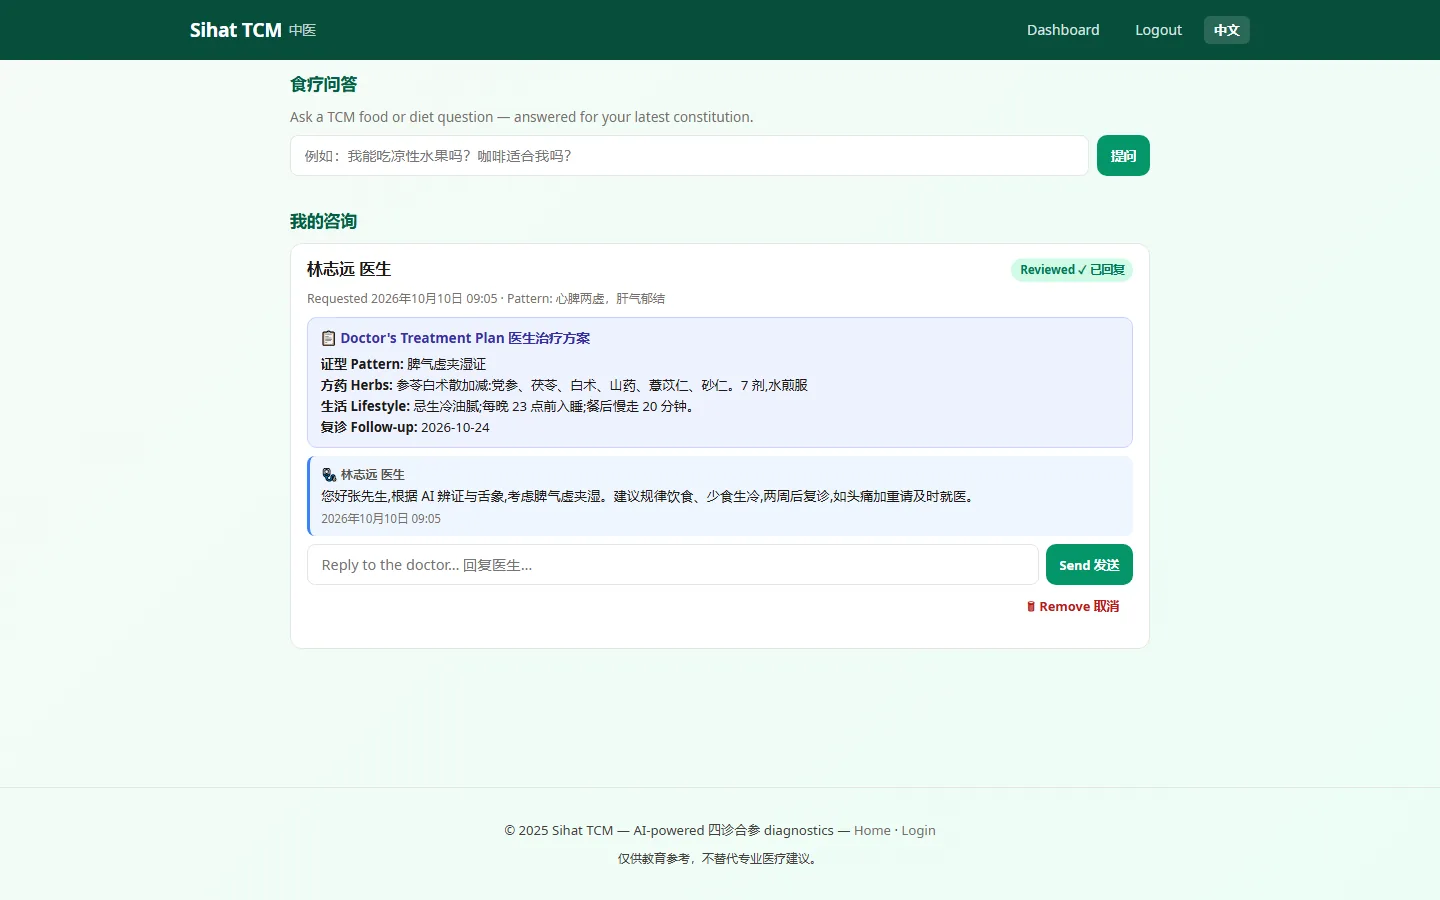 Sihat TCM 中医
Dashboard
Logout
中文
食疗问答
Ask a TCM food or diet question — answered for your latest constitution.
例如：我能吃凉性水果吗？咖啡适合我吗？
提问
我的咨询
林志远 医生
Reviewed ✓ 已回复
Requested 2026年10月10日 09:05 · Pattern: 心脾两虚，肝气郁结
📋 Doctor's Treatment Plan 医生治疗方案
证型 Pattern: 脾气虚夹湿证
方药 Herbs: 参苓白术散加减:党参、茯苓、白术、山药、薏苡仁、砂仁。7 剂,水煎服
生活 Lifestyle: 忌生冷油腻;每晚 23 点前入睡;餐后慢走 20 分钟。
复诊 Follow-up: 2026-10-24
林志远 医生
您好张先生,根据 AI 辨证与舌象,考虑脾气虚夹湿。建议规律饮食、少食生冷,两周后复诊,如头痛加重请及时就医。
2026年10月10日 09:05
Reply to the doctor... 回复医生...
Send 发送
Remove 取消
© 2025 Sihat TCM — AI-powered 四诊合参 diagnostics — Home · Login
仅供教育参考，不替代专业医疗建议。